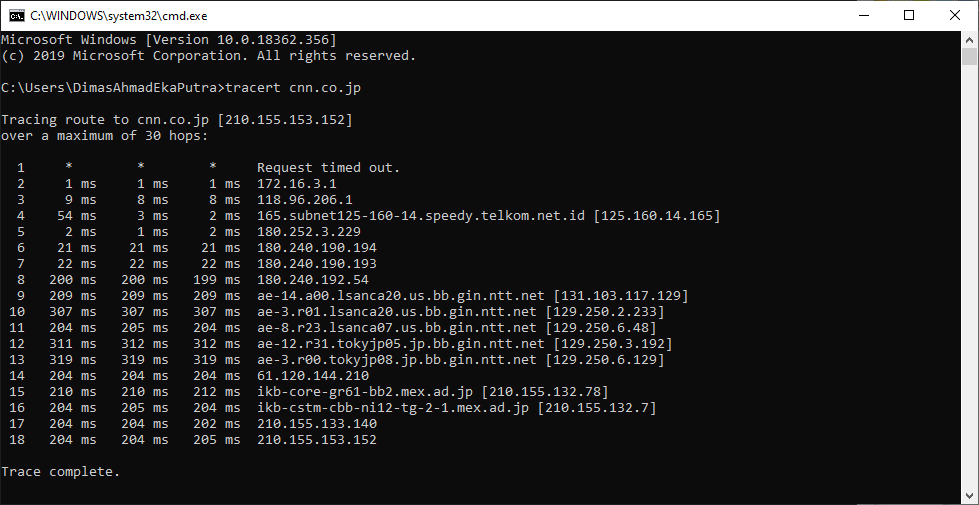 C:\WINDOWS\system32\cmd.exe
Microsoft Windows [Version 10.0.18362.356]
(c) 2019 Microsoft Corporation. All rights reserved.
C:\Users\DimasAhmadEkaPutra>tracert cnn.co.jp
Tracing route to cnn.co.jp [210.155.153.152]
over a maximum of 30 hops:
1 * * * Request timed out.
2 1 ms 1 ms 1 ms 172.16.3.1
3 9 ms 8 ms 8 ms 118.96.206.1
4 54 ms 3 ms 2 ms 165.subnet125-160-14.speedy.telkom.net.id [125.160.14.165]
5 2 ms 1 ms 2 ms 180.252.3.229
6 21 ms 21 ms 21 ms 180.240.190.194
7 22 ms 22 ms 22 ms 180.240.190.193
8 200 ms 200 ms 199 ms 180.240.192.54
9 209 ms 209 ms 209 ms ae-14.a00.lsanca20.us.bb.gin.ntt.net [131.103.117.129]
10 307 ms 307 ms 307 ms ae-3.r01.lsanca20.us.bb.gin.ntt.net [129.250.2.233]
11 204 ms 205 ms 204 ms ae-8.r23.lsanca07.us.bb.gin.ntt.net [129.250.6.48]
12 311 ms 312 ms 312 ms ae-12.r31.tokyjp05.jp.bb.gin.ntt.net [129.250.3.192]
13 319 ms 319 ms 319 ms ae-3.r00.tokyjp08.jp.bb.gin.ntt.net [129.250.6.129]
14 204 ms 204 ms 204 ms 61.120.144.210
15 210 ms 210 ms 212 ms ikb-core-gr61-bb2.mex.ad.jp [210.155.132.78]
16 204 ms 205 ms 204 ms ikb-cstm-cbb-ni12-tg-2-1.mex.ad.jp [210.155.132.7]
17 204 ms 204 ms 202 ms 210.155.133.140
18 204 ms 204 ms 205 ms 210.155.153.152
Trace complete.